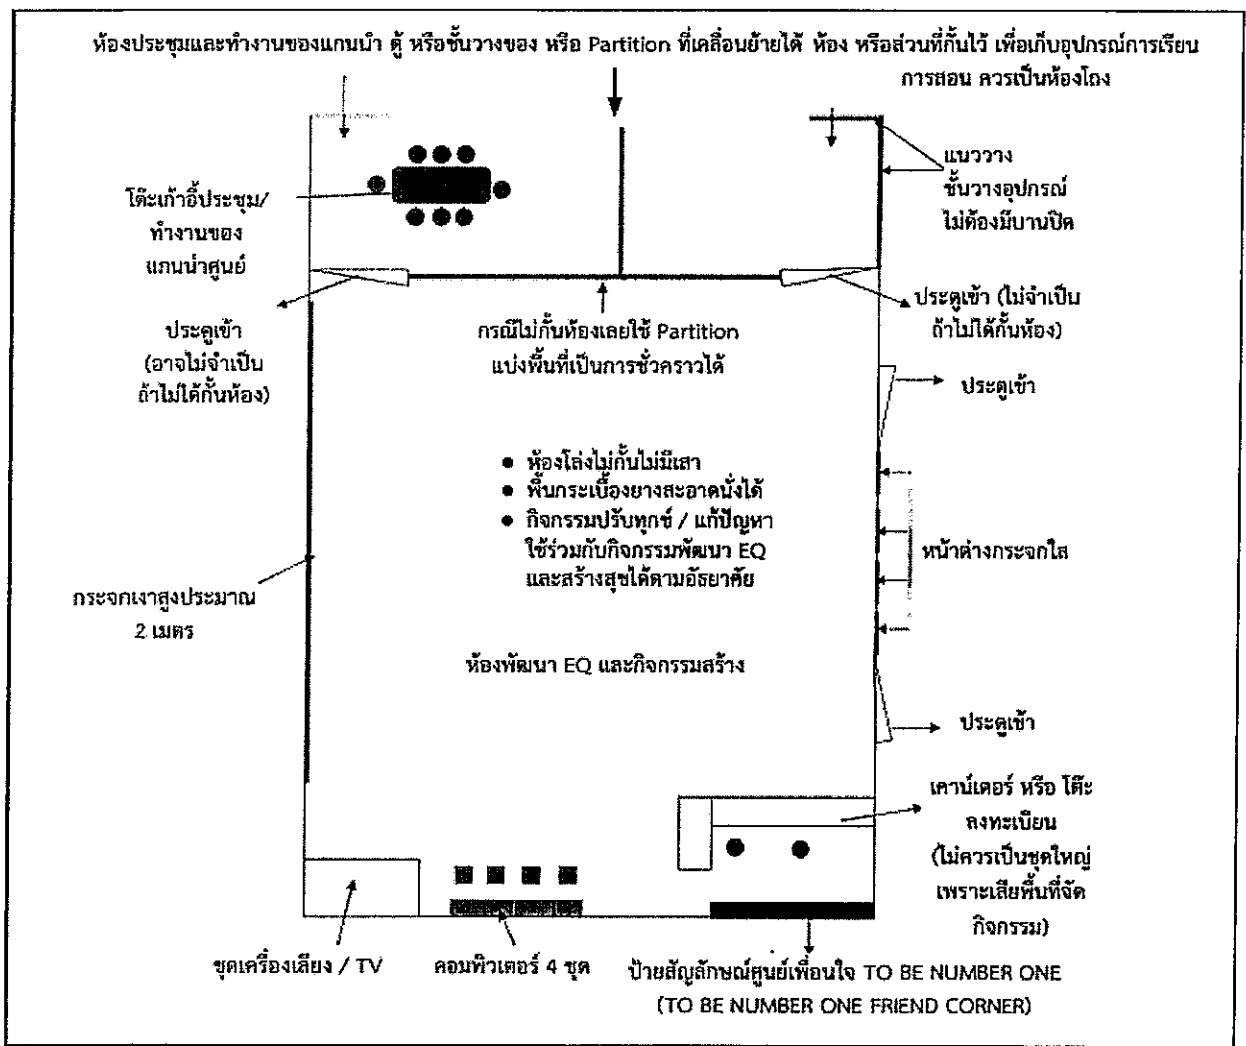 ห้องประชุมและทำงานของแกนนำ ตู้ หรือชั้นวางของ หรือ Partition ที่เคลื่อนย้ายได้ ห้อง หรือส่วนที่กั้นไว้ เพื่อเก็บอุปกรณ์การเรียน
การสอน ควรเป็นห้องโถง
แนววาง
ชั้นวางอุปกรณ์
ไม่ต้องมีบานปิด
โต๊ะเก้าอี้ประชุม/
ทำงานของ
แกนนำศูนย์
ประตูเข้า
(อาจไม่จำเป็น
ถ้าไม่ได้กั้นห้อง)
กรณีไม่กั้นห้องเลยใช้ Partition
แบ่งพื้นที่เป็นการชั่วคราวได้
ประตูเข้า (ไม่จำเป็น
ถ้าไม่ได้กั้นห้อง)
ประตูเข้า
● ห้องโล่งไม่กั้นไม่มีเสา
● พื้นกระเบื้องยางสะอาดนั่งได้
● กิจกรรมปรับทุกข์ / แก้ปัญหา
ใช้ร่วมกับกิจกรรมพัฒนา EQ
และสร้างสุขได้ตามอัธยาศัย
หน้าต่างกระจกใส
กระจกเงาสูงประมาณ
2 เมตร
ห้องพัฒนา EQ และกิจกรรมสร้าง
ประตูเข้า
เคาน์เตอร์ หรือ โต๊ะ
ลงทะเบียน
(ไม่ควรเป็นชุดใหญ่
เพราะเสียพื้นที่จัด
กิจกรรม)
ชุดเครื่องเสียง / TV
คอมพิวเตอร์ 4 ชุด
ป้ายสัญลักษณ์ศูนย์เพื่อนใจ TO BE NUMBER ONE
(TO BE NUMBER ONE FRIEND CORNER)